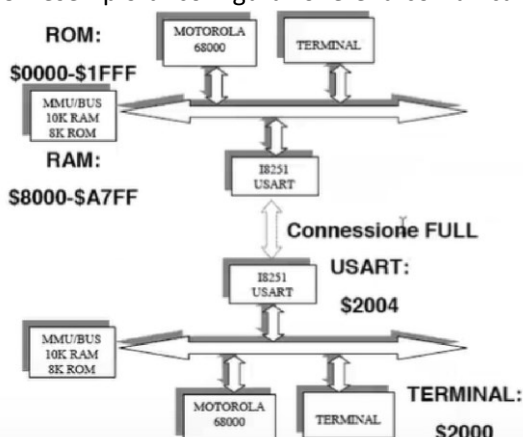 ROM:
$0000-$1FFF
MOTOROLA
68000
TERMINAL
MMU/BUS
10K RAM
8K ROM
RAM:
$8000-$A7FF
I8251
USART
Connessione FULL
I8251
USART
USART:
$2004
MMU/BUS
10K RAM
8K ROM
MOTOROLA
68000
TERMINAL
TERMINAL:
$2000